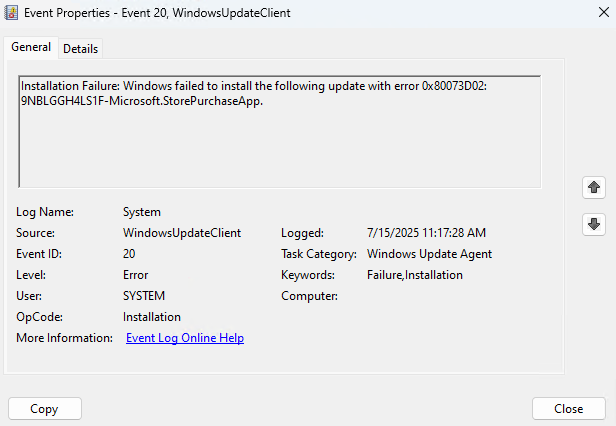 Event Properties - Event 20, WindowsUpdateClient
General Details
Installation Failure: Windows failed to install the following update with error 0x80073D02:
9NBLGGH4LS1F-Microsoft.StorePurchaseApp.
Log Name: System
Source: WindowsUpdateClient Logged: 7/15/2025 11:17:28 AM
Event ID: 20 Task Category: Windows Update Agent
Level: Error Keywords: Failure,Installation
User: SYSTEM Computer:
OpCode: Installation
More Information: Event Log Online Help
Copy Close